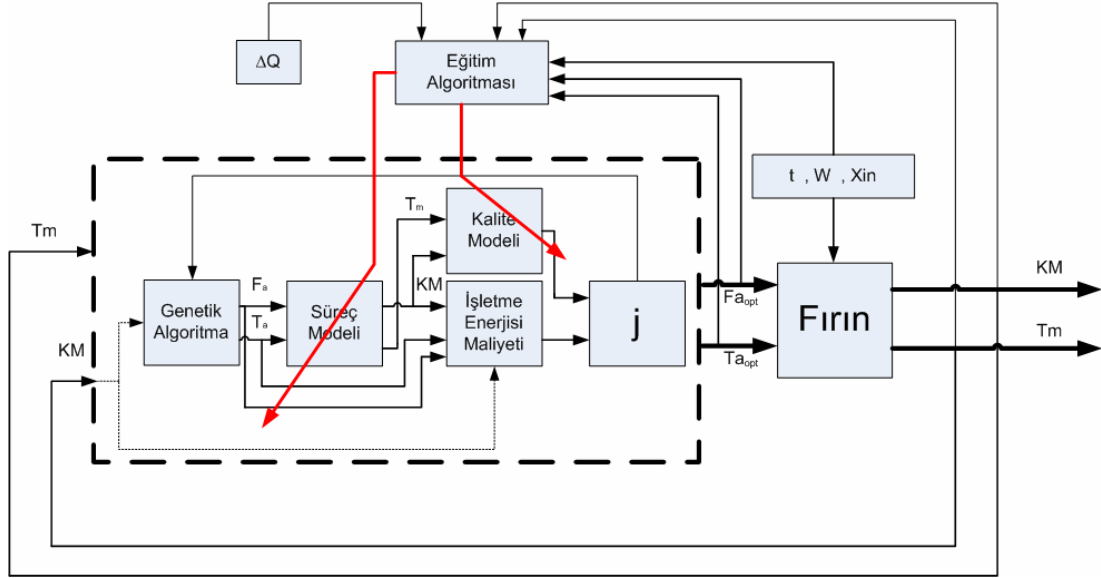 ΔQ
Eğitim
Algoritması
t , W , Xin
Tm
Tm
Kalite
Modeli
Fa
KM
Genetik
Algoritma
Ta
Süreç
Modeli
İşletme
Enerjisi
Maliyeti
j
Faopt
Taopt
Fırın
KM
Tm
KM